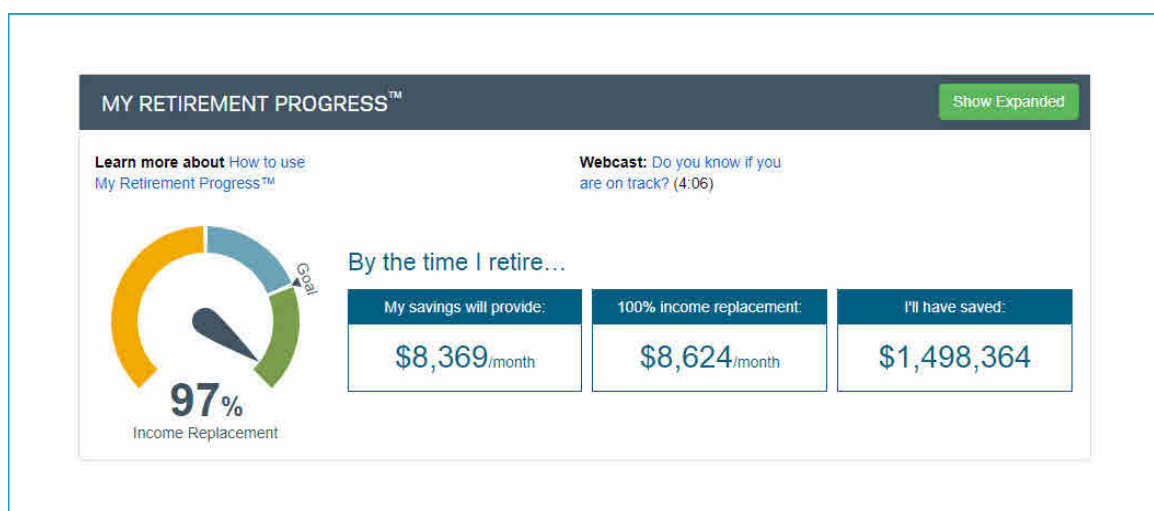 MY RETIREMENT PROGRESS™
Show Expanded
Learn more about How to use
My Retirement Progress™
Webcast: Do you know if you
are on track? (4:06)
Goal
97%
Income Replacement
By the time I retire...
My savings will provide:
$8,369/month
100% income replacement:
$8,624/month
I'll have saved:
$1,498,364